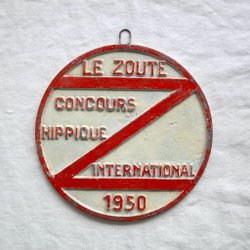 LE ZOUTE
CONCOURS
HIPPIQUE
INTERNATIONAL
1950